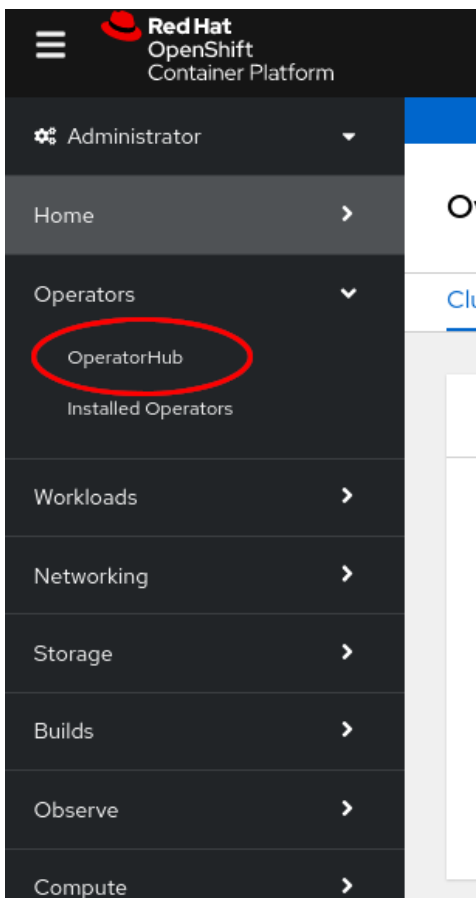 Red Hat
OpenShift
Container Platform
Administrator
Home
Operators
OperatorHub
Installed Operators
Workloads
Networking
Storage
Builds
Observe
Compute